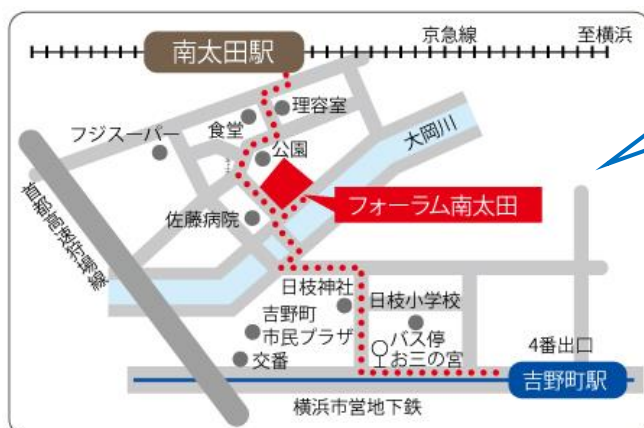 京急線
至横浜
南太田駅
理容室
食堂
フジスーパー
公園
大岡川
フォーラム南太田
佐藤病院
首都高速狩場線
日枝神社
日枝小学校
吉野町
市民プラザ
バス停
お三の宮
交番
4番出口
吉野町駅
横浜市営地下鉄